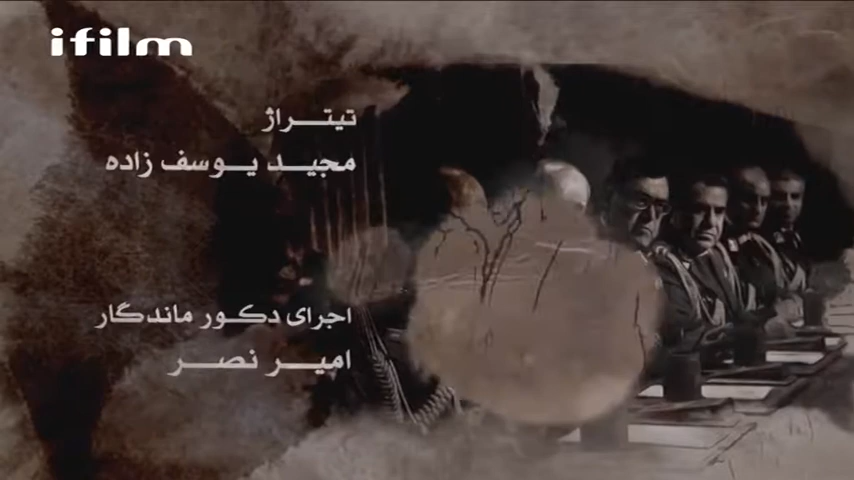 ifilm
تیتراژ
مجید یوسف زاده
اجرای دکور ماندگار
امیر نصر